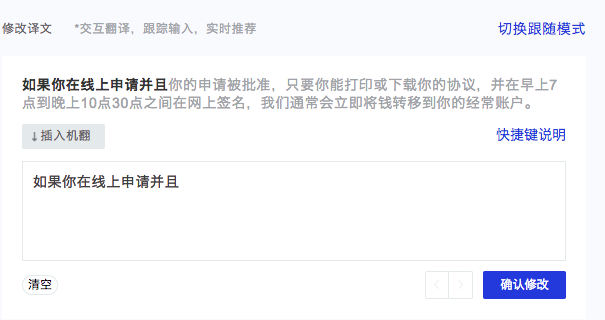 修改译文 *交互翻译，跟踪输入，实时推荐 切换跟随模式
如果你在线上申请并且你的申请被批准，只要你能打印或下载你的协议，并在早上7
点到晚上10点30点之间在网上签名，我们通常会立即将钱转移到你的经常账户。
↓插入机翻 快捷键说明
如果你在线上申请并且
清空 确认修改